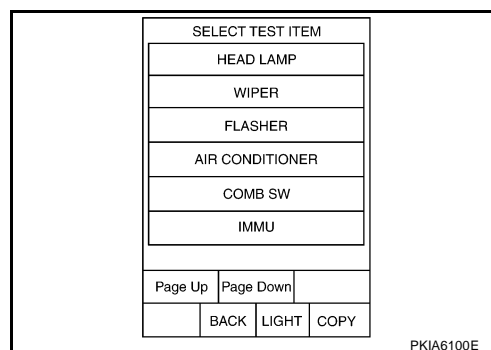 SELECT TEST ITEM
HEAD LAMP
WIPER
FLASHER
AIR CONDITIONER
COMB SW
IMMU
Page Up Page Down
BACK LIGHT COPY
PKIA6100E